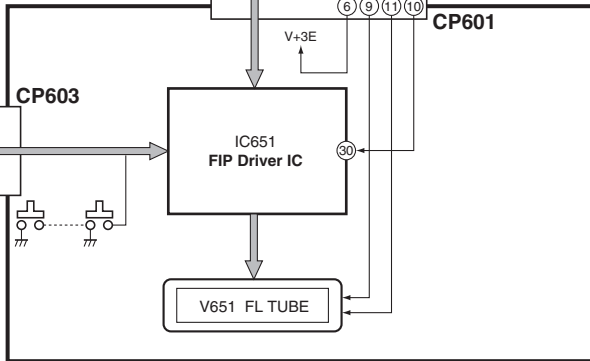 6 9 11 10
CP601
V+3E
CP603
IC651
FIP Driver IC
30
V651 FL TUBE